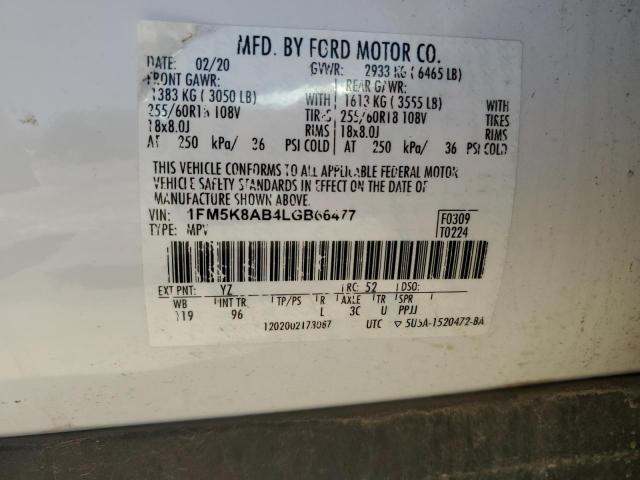 MFD. BY FORD MOTOR CO.
DATE: 02/20 GVWR: 2933 KG ( 6465 LB)
FRONT GAWR: REAR GAWR:
1383 KG ( 3050 LB) WITH 1613 KG ( 3555 LB) WITH
255/60R18 108V TIRES 255/60R18 108V TIRES
18x8.0J RIMS 18x8.0J RIMS
AT 250 kPa/ 36 PSI COLD AT 250 kPa/ 36 PSI COLD
THIS VEHICLE CONFORMS TO ALL APPLICABLE FEDERAL MOTOR
VEHICLE SAFETY STANDARDS IN EFFECT ON THE DATE OF
MANUFACTURE SHOWN ABOVE.
VIN: 1FM5K8AB4LGB66477 F0309
TYPE: MPV T0224
EXT PNT: YZ RC: 52 DSO:
WB INT TR TP/PS R AXLE TR SPR
119 96 L 3C U PPJJ
1202002173067 UTC ▽ 5U5A-1520472-BA